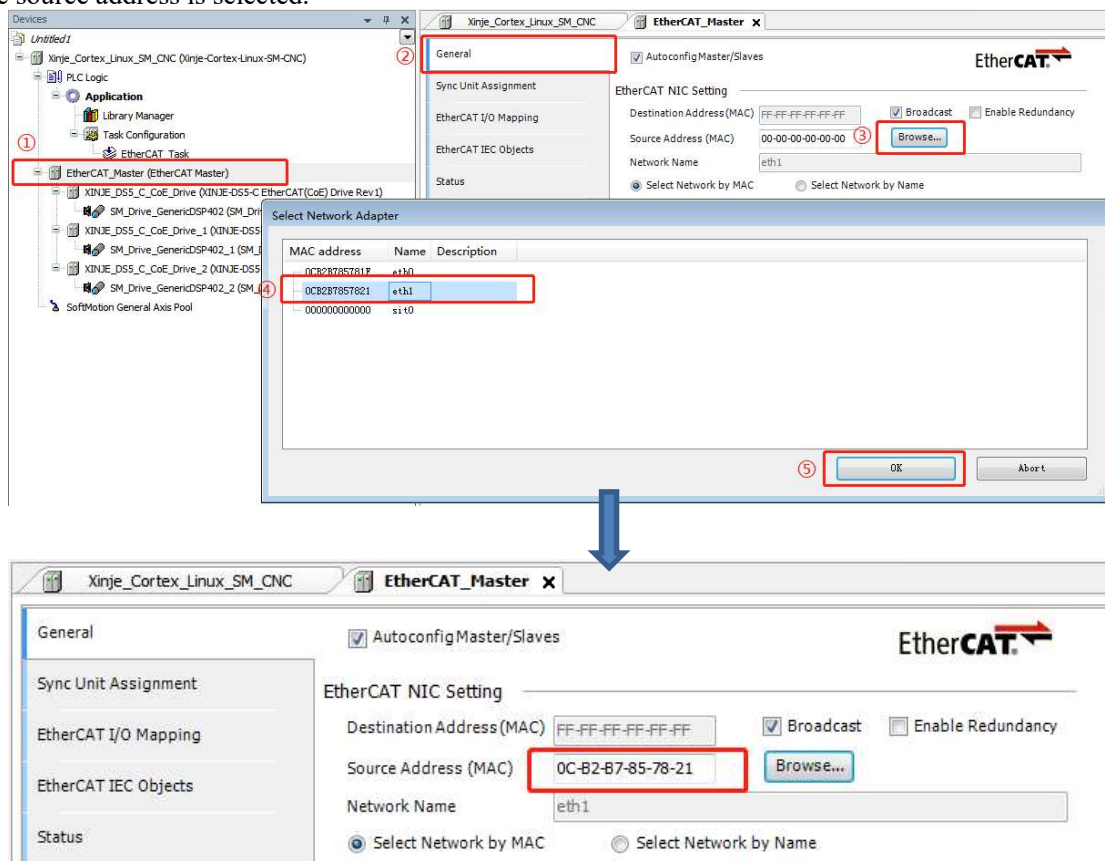 e source address is selected.
Devices
Untitled1
Xinje_Cortex_Linux_SM_CNC (Xinje-Cortex-Linux-SM-CNC)
PLC Logic
Application
Library Manager
Task Configuration
EtherCAT_Task
①
EtherCAT_Master (EtherCAT Master)
XINJE_DS5_C_CoE_Drive (XINJE-DS5-C EtherCAT(CoE) Drive Rev1)
SM_Drive_GenericDSP402 (SM_Dri
XINJE_DS5_C_CoE_Drive_1 (XINJE-DS5
SM_Drive_GenericDSP402_1 (SM_
XINJE_DS5_C_CoE_Drive_2 (XINJE-DS5
SM_Drive_GenericDSP402_2 (SM_
SoftMotion General Axis Pool
Xinje_Cortex_Linux_SM_CNC EtherCAT_Master x
②
General
Sync Unit Assignment
EtherCAT I/O Mapping
EtherCAT IEC Objects
Status
Autoconfig Master/Slaves
EtherCAT.
EtherCAT NIC Setting
Destination Address (MAC) FF-FF-FF-FF-FF-FF Broadcast Enable Redundancy
Source Address (MAC) 00-00-00-00-00-00 ③ Browse...
Network Name eth1
Select Network by MAC Select Network by Name
Select Network Adapter
MAC address Name Description
0CB2B785781F eth0
④ 0CB2B7857821 eth1
000000000000 sit0
⑤ OK Abort
Xinje_Cortex_Linux_SM_CNC EtherCAT_Master x
General
Sync Unit Assignment
EtherCAT I/O Mapping
EtherCAT IEC Objects
Status
Autoconfig Master/Slaves
EtherCAT.
EtherCAT NIC Setting
Destination Address (MAC) FF-FF-FF-FF-FF-FF Broadcast Enable Redundancy
Source Address (MAC) 0C-B2-B7-85-78-21 Browse...
Network Name eth1
Select Network by MAC Select Network by Name